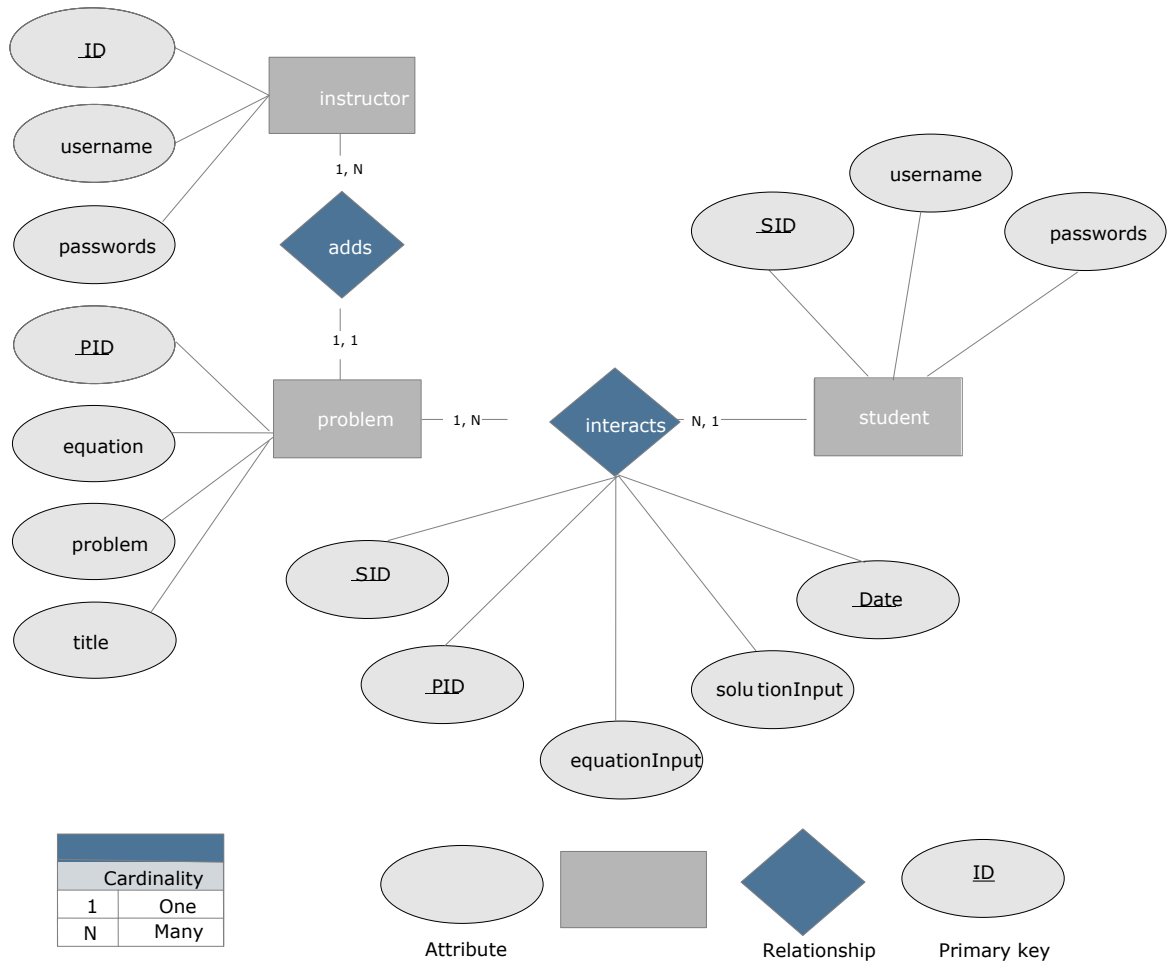 ID
instructor
username
1, N
passwords
adds
username
SID
passwords
PID
1, 1
problem
1, N
interacts
N, 1
student
equation
problem
title
SID
Date
PID
solu tionInput
equationInput
Cardinality
1 One
N Many
ID
Attribute
Relationship
Primary key